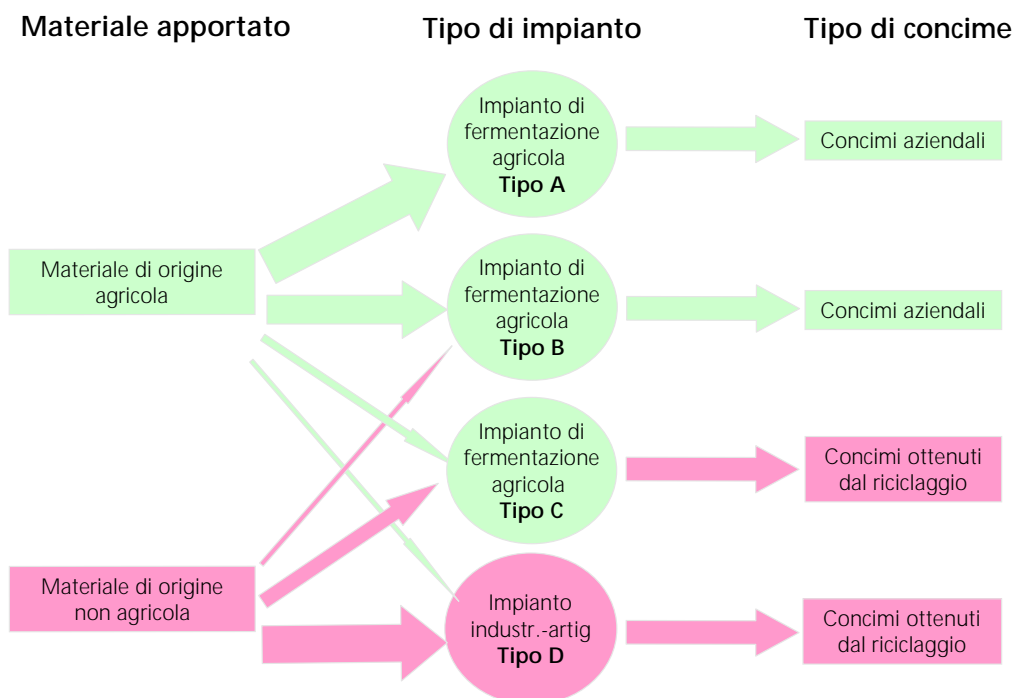 Materiale apportato
Tipo di impianto
Tipo di concime
Impianto di
fermentazione
agricola
Tipo A
Concimi aziendali
Materiale di origine
agricola
Impianto di
fermentazione
agricola
Tipo B
Concimi aziendali
Impianto di
fermentazione
agricola
Tipo C
Concimi ottenuti
dal riciclaggio
Materiale di origine
non agricola
Impianto
industr.-artig
Tipo D
Concimi ottenuti
dal riciclaggio